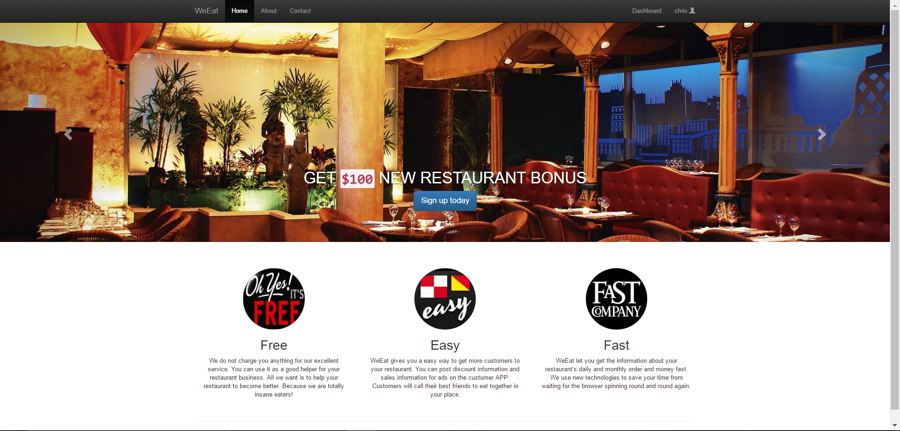 WeEat Home About Contact Dashboard chris
GET $100 NEW RESTAURANT BONUS
Sign up today
Oh Yes! IT'S FREE
easy
FAST COMPANY
Free
Easy
Fast
We do not charge you anything for our excellent
service. You can use it as a good helper for your
restaurant business. All we want is to help your
restaurant to become better. Because we are totally
insane eaters!
WeEat gives you a easy way to get more customers to
your restaurant. You can post discount information and
sales information for ads on the customer APP.
Customers will call their best friends to eat together in
your place.
WeEat let you get the information about your
restaurant's daily and monthly order and money fast.
We use new technologies to save your time from
waiting for the browser spinning round and round again.